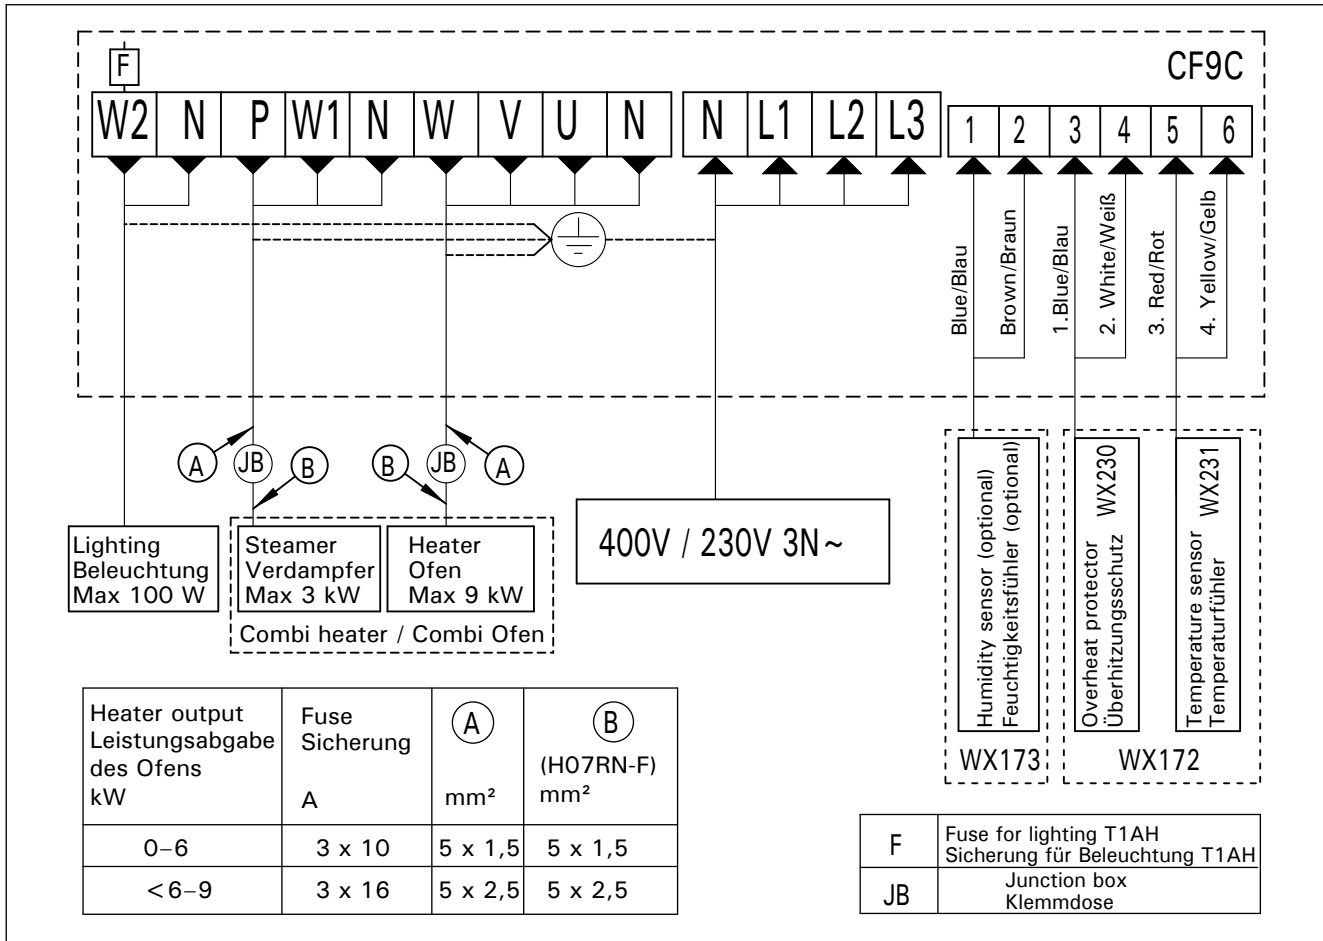 F
CF9C
W2 N P W1 N W V U N N L1 L2 L3 1 2 3 4 5 6
Blue/Blau
Brown/Braun
1.Blue/Blau
2. White/Weiß
3. Red/Rot
4. Yellow/Gelb
A JB B B JB A
Lighting
Beleuchtung
Max 100 W
Steamer
Verdampfer
Max 3 kW
Heater
Ofen
Max 9 kW
Combi heater / Combi Ofen
400V / 230V 3N~
Humidity sensor (optional)
Feuchtigkeitsfühler (optional)
WX173
Overheat protector
Überhitzungsschutz WX230
Temperature sensor
Temperaturfühler WX231
WX172
Heater output
Leistungsabgabe
des Ofens
kW
Fuse
Sicherung
A
A
mm²
B
(H07RN-F)
mm²
0–6 3 x 10 5 x 1,5 5 x 1,5
<6–9 3 x 16 5 x 2,5 5 x 2,5
F
Fuse for lighting T1AH
Sicherung für Beleuchtung T1AH
JB
Junction box
Klemmdose